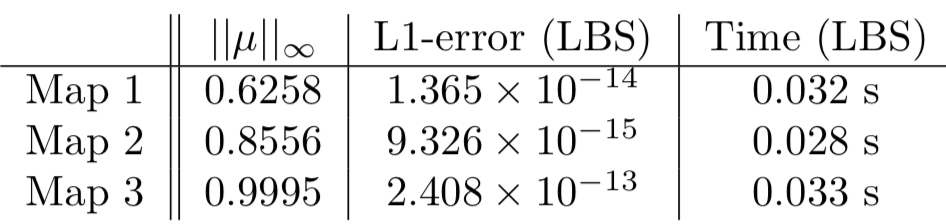 ||μ||∞ L1-error (LBS) Time (LBS)
Map 1 0.6258 1.365 × 10⁻¹⁴ 0.032 s
Map 2 0.8556 9.326 × 10⁻¹⁵ 0.028 s
Map 3 0.9995 2.408 × 10⁻¹³ 0.033 s